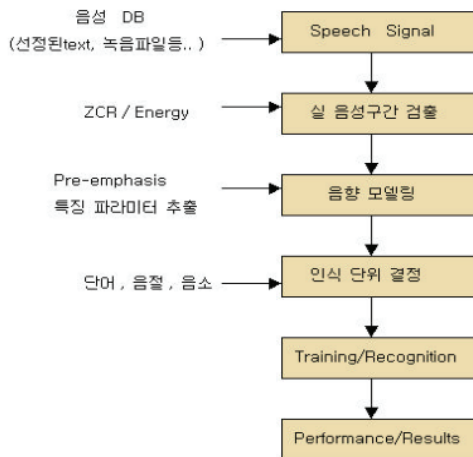 음성 DB
(선정된text, 녹음파일등.. )
Speech Signal
ZCR / Energy
실 음성구간 검출
Pre-emphasis
특징 파라미터 추출
음향 모델링
단어 , 음절 , 음소
인식 단위 결정
Training/Recognition
Performance/Results